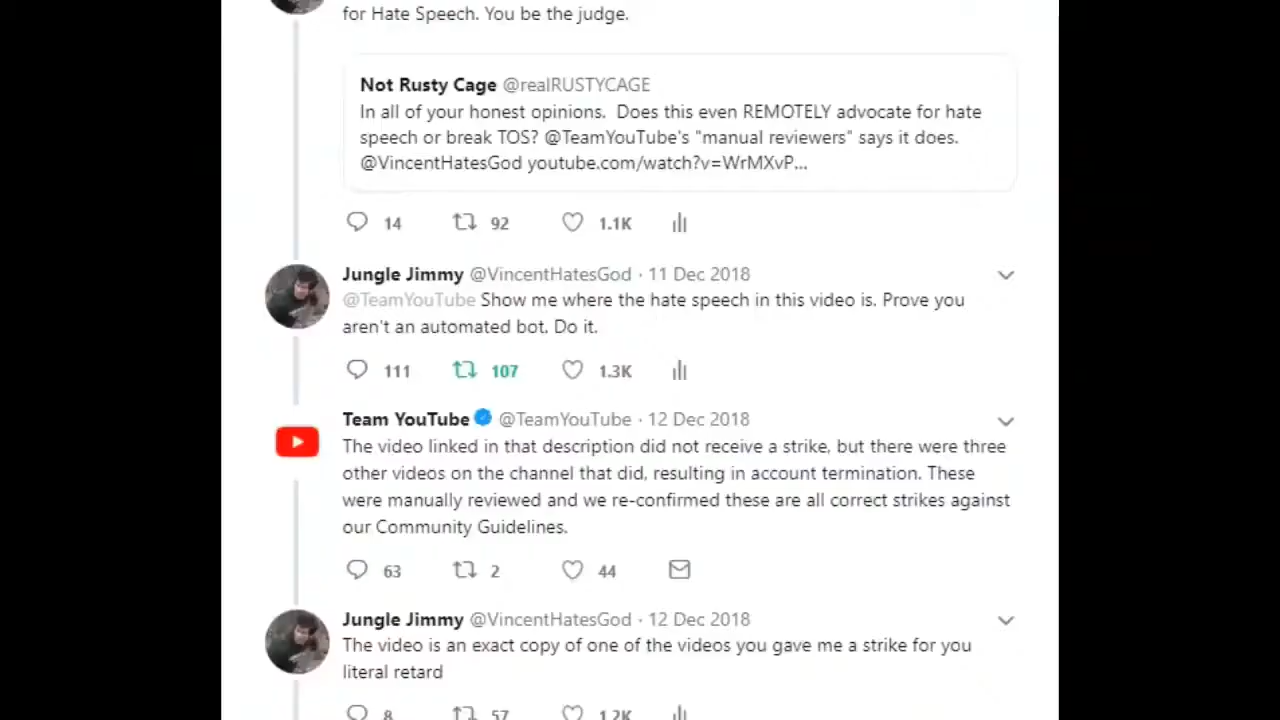 for Hate Speech. You be the judge.
Not Rusty Cage @realRUSTYCAGE
In all of your honest opinions.  Does this even REMOTELY advocate for hate
speech or break TOS? @TeamYouTube's "manual reviewers" says it does.
@VincentHatesGod youtube.com/watch?v=WrMXvP...
14 92 1.1K
Jungle Jimmy @VincentHatesGod · 11 Dec 2018
@TeamYouTube Show me where the hate speech in this video is. Prove you
aren't an automated bot. Do it.
111 107 1.3K
Team YouTube @TeamYouTube · 12 Dec 2018
The video linked in that description did not receive a strike, but there were three
other videos on the channel that did, resulting in account termination. These
were manually reviewed and we re-confirmed these are all correct strikes against
our Community Guidelines.
63 2 44
Jungle Jimmy @VincentHatesGod · 12 Dec 2018
The video is an exact copy of one of the videos you gave me a strike for you
literal retard
8 57 1.2K